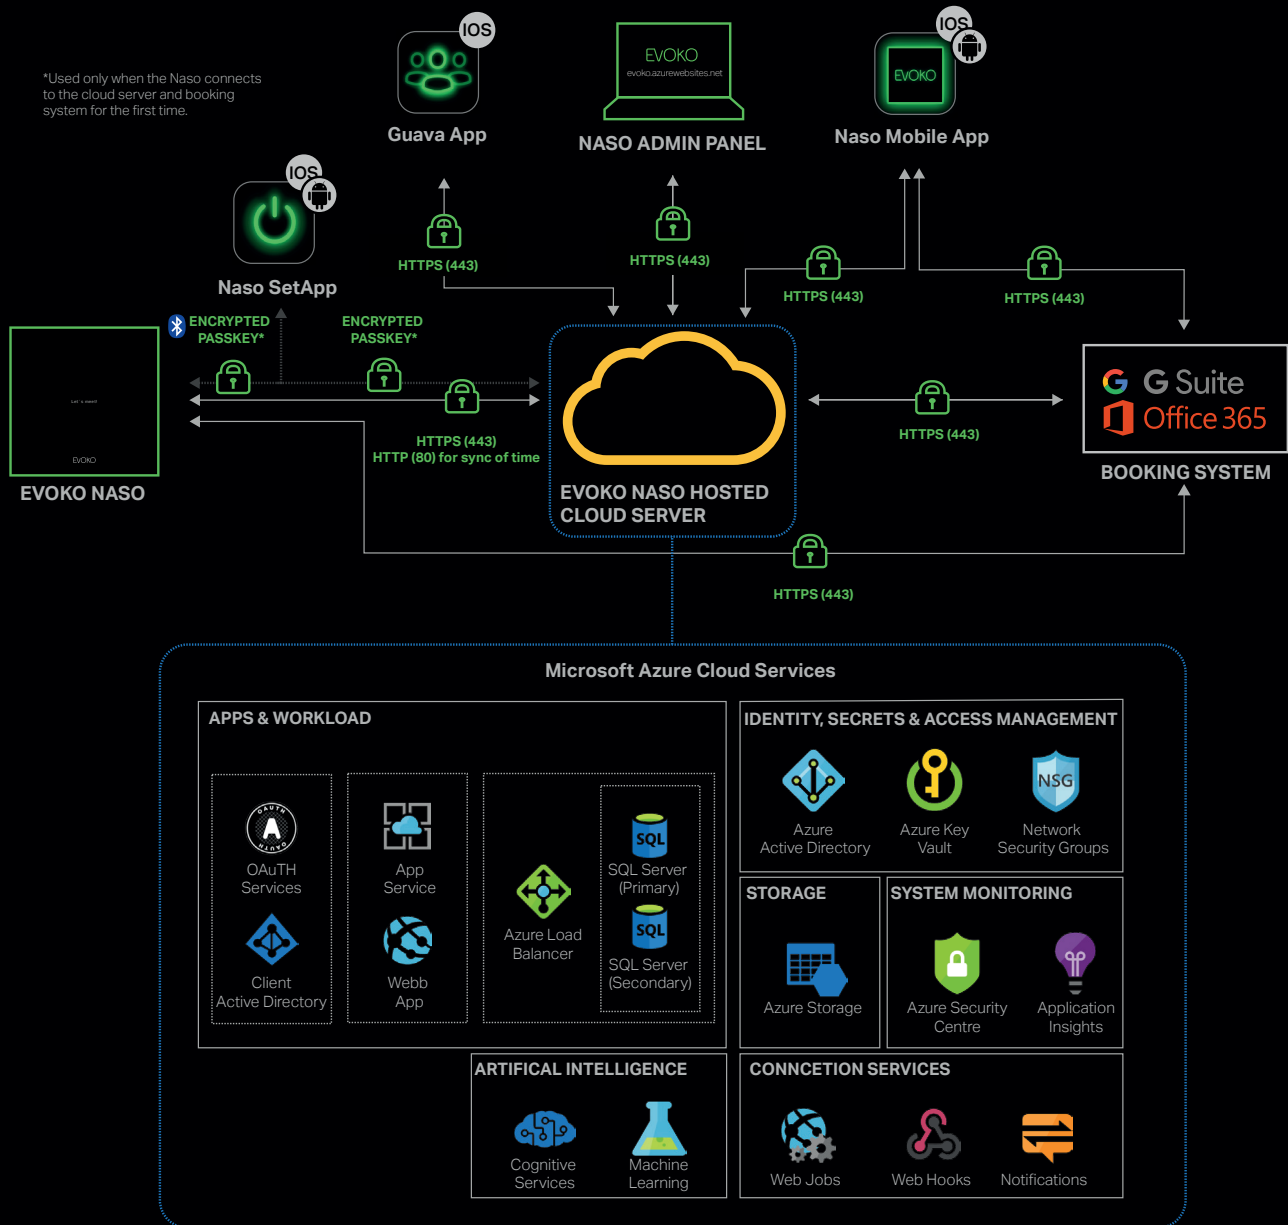 *Used only when the Naso connects
to the cloud server and booking
system for the first time.
IOS
Guava App
EVOKO
evoko.azurewebsites.net
NASO ADMIN PANEL
IOS
EVOKO
Naso Mobile App
IOS
Naso SetApp
HTTPS (443)
HTTPS (443)
HTTPS (443)
HTTPS (443)
ENCRYPTED
PASSKEY*
ENCRYPTED
PASSKEY*
Let's meet!
EVOKO
EVOKO NASO
HTTPS (443)
HTTP (80) for sync of time
EVOKO NASO HOSTED
CLOUD SERVER
HTTPS (443)
G Suite
Office 365
BOOKING SYSTEM
HTTPS (443)
Microsoft Azure Cloud Services
APPS & WORKLOAD
OAUTH
A
OAUTH
OAuTH
Services
Client
Active Directory
App
Service
Webb
App
Azure Load
Balancer
SQL
SQL Server
(Primary)
SQL
SQL Server
(Secondary)
IDENTITY, SECRETS & ACCESS MANAGEMENT
Azure
Active Directory
Azure Key
Vault
NSG
Network
Security Groups
STORAGE
Azure Storage
SYSTEM MONITORING
Azure Security
Centre
Application
Insights
ARTIFICAL INTELLIGENCE
Cognitive
Services
Machine
Learning
CONNCETION SERVICES
Web Jobs
Web Hooks
Notifications